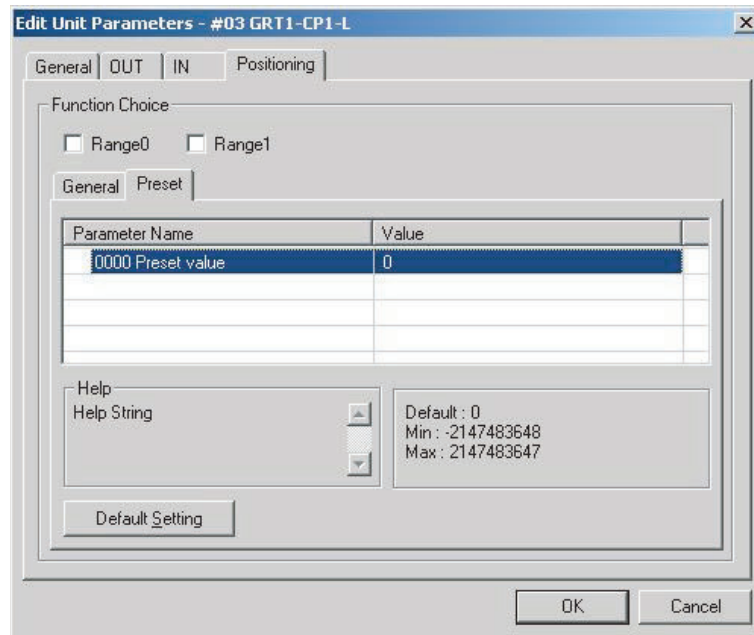 Edit Unit Parameters - #03 GRT1-CP1-L
General OUT IN Positioning
Function Choice
Range0 Range1
General Preset
Parameter Name Value
0000 Preset value 0
Help
Help String
Default : 0
Min : -2147483648
Max : 2147483647
Default Setting
OK Cancel